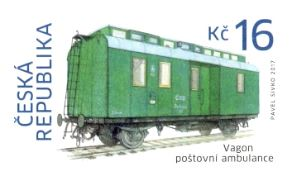 ČESKÁ
REPUBLIKA
Kč 16
PAVEL SIVKO 2017
Vagon
poštovní ambulance